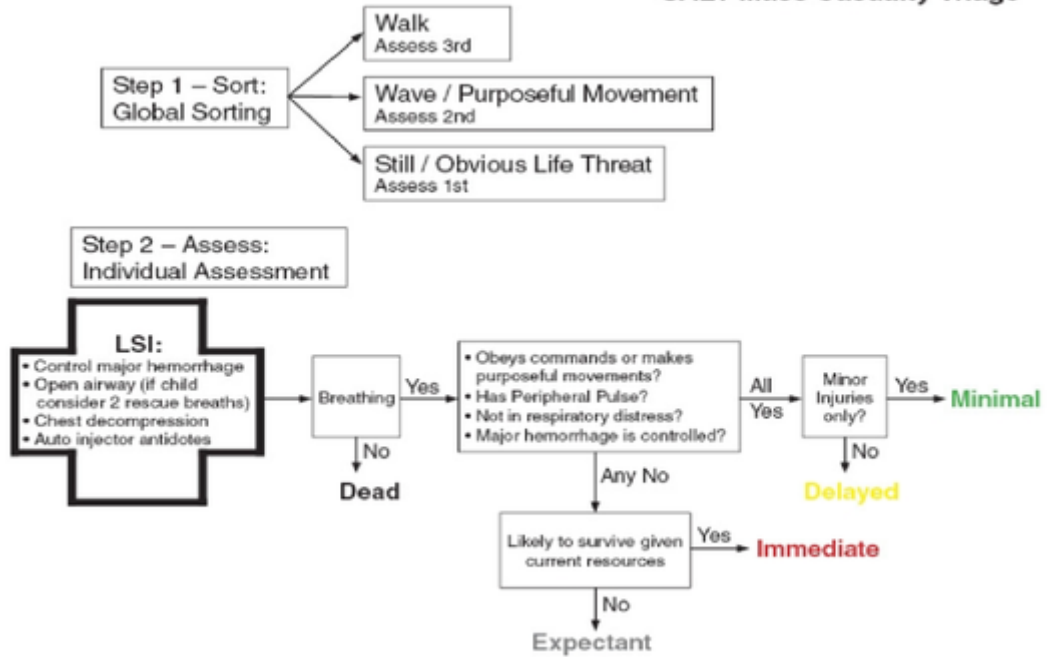 Walk
Assess 3rd
Step 1 – Sort:
Global Sorting
Wave / Purposeful Movement
Assess 2nd
Still / Obvious Life Threat
Assess 1st
Step 2 – Assess:
Individual Assessment
LSI:
• Control major hemorrhage
• Open airway (if child
consider 2 rescue breaths)
• Chest decompression
• Auto injector antidotes
Breathing
Yes
No
Dead
• Obeys commands or makes
purposeful movements?
• Has Peripheral Pulse?
• Not in respiratory distress?
• Major hemorrhage is controlled?
All
Yes
Minor
Injuries
only?
Yes
Minimal
No
Delayed
Any No
Likely to survive given
current resources
Yes
Immediate
No
Expectant